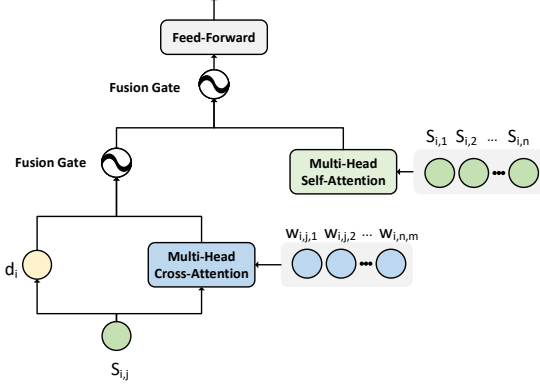 Feed-Forward
Fusion Gate
Fusion Gate
Multi-Head
Self-Attention
S_{i,1} S_{i,2} ... S_{i,n}
d_i
Multi-Head
Cross-Attention
w_{i,j,1} w_{i,j,2} ... w_{i,n,m}
S_{i,j}